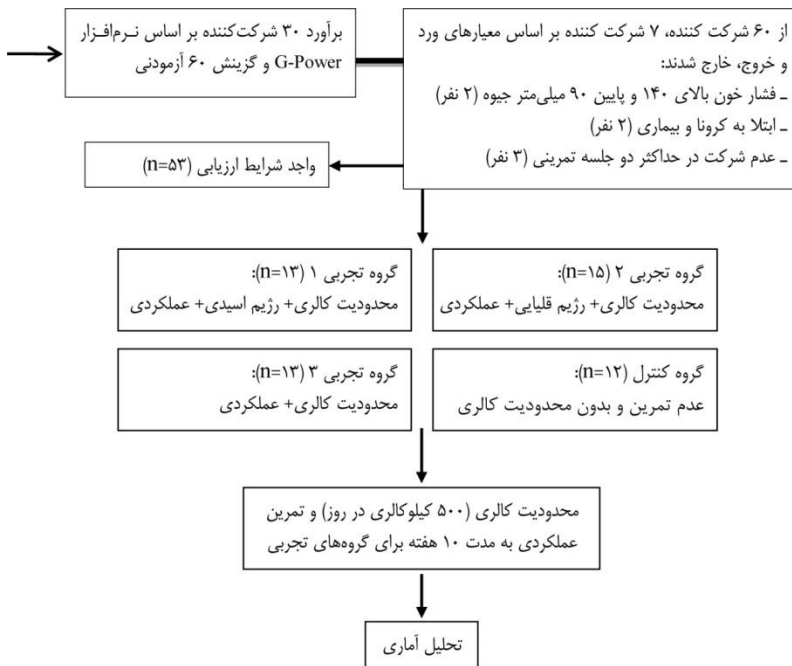 برآورد ۳۰ شرکت‌کننده بر اساس نرم‌افزار
G-Power و گزینش ۶۰ آزمودنی
از ۶۰ شرکت کننده، ۷ شرکت کننده بر اساس معیارهای ورد
و خروج، خارج شدند:
ـ فشار خون بالای ۱۴۰ و پایین ۹۰ میلی‌متر جیوه (۲ نفر)
ـ ابتلا به کرونا و بیماری (۲ نفر)
ـ عدم شرکت در حداکثر دو جلسه تمرینی (۳ نفر)
واجد شرایط ارزیابی (n=۵۳)
گروه تجربی ۱ (n=۱۳):
محدودیت کالری+ رژیم اسیدی+ عملکردی
گروه تجربی ۲ (n=۱۵):
محدودیت کالری+ رژیم قلیایی+ عملکردی
گروه تجربی ۳ (n=۱۳):
محدودیت کالری+ عملکردی
گروه کنترل (n=۱۲):
عدم تمرین و بدون محدودیت کالری
محدودیت کالری (۵۰۰ کیلوکالری در روز) و تمرین
عملکردی به مدت ۱۰ هفته برای گروه‌های تجربی
تحلیل آماری